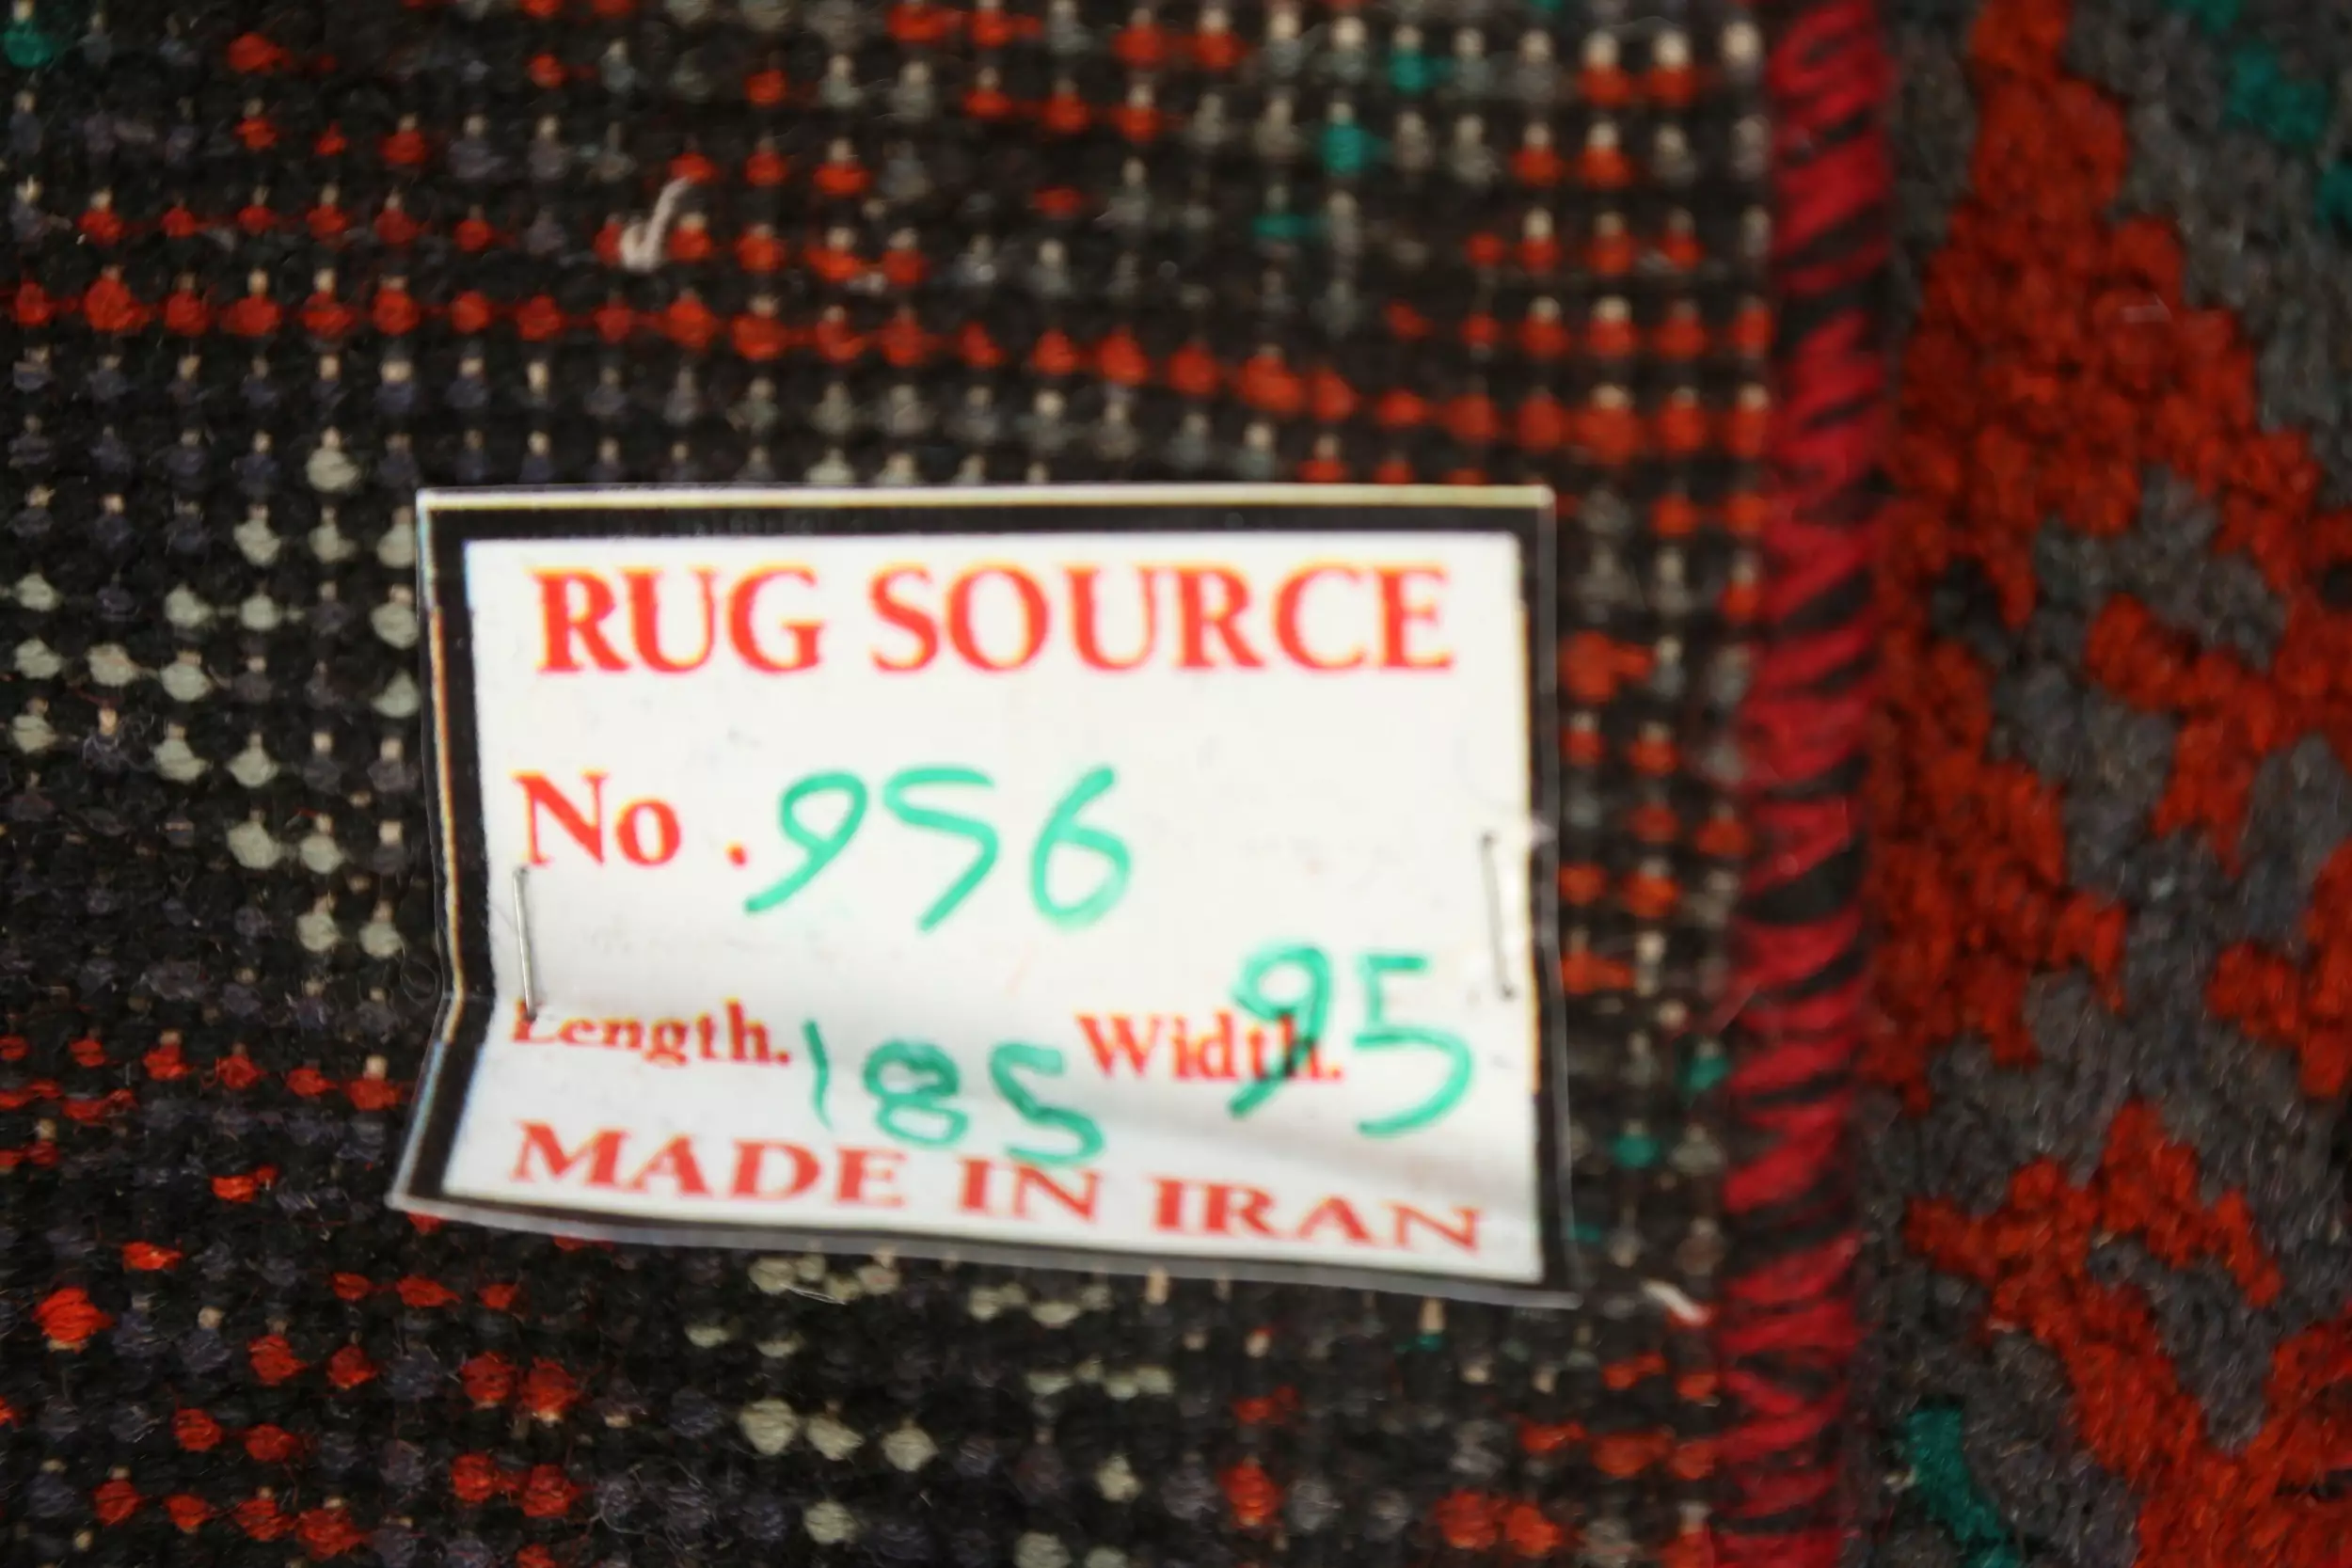 RUG SOURCE
No . 956
Length. 185 Width. 95
MADE IN IRAN